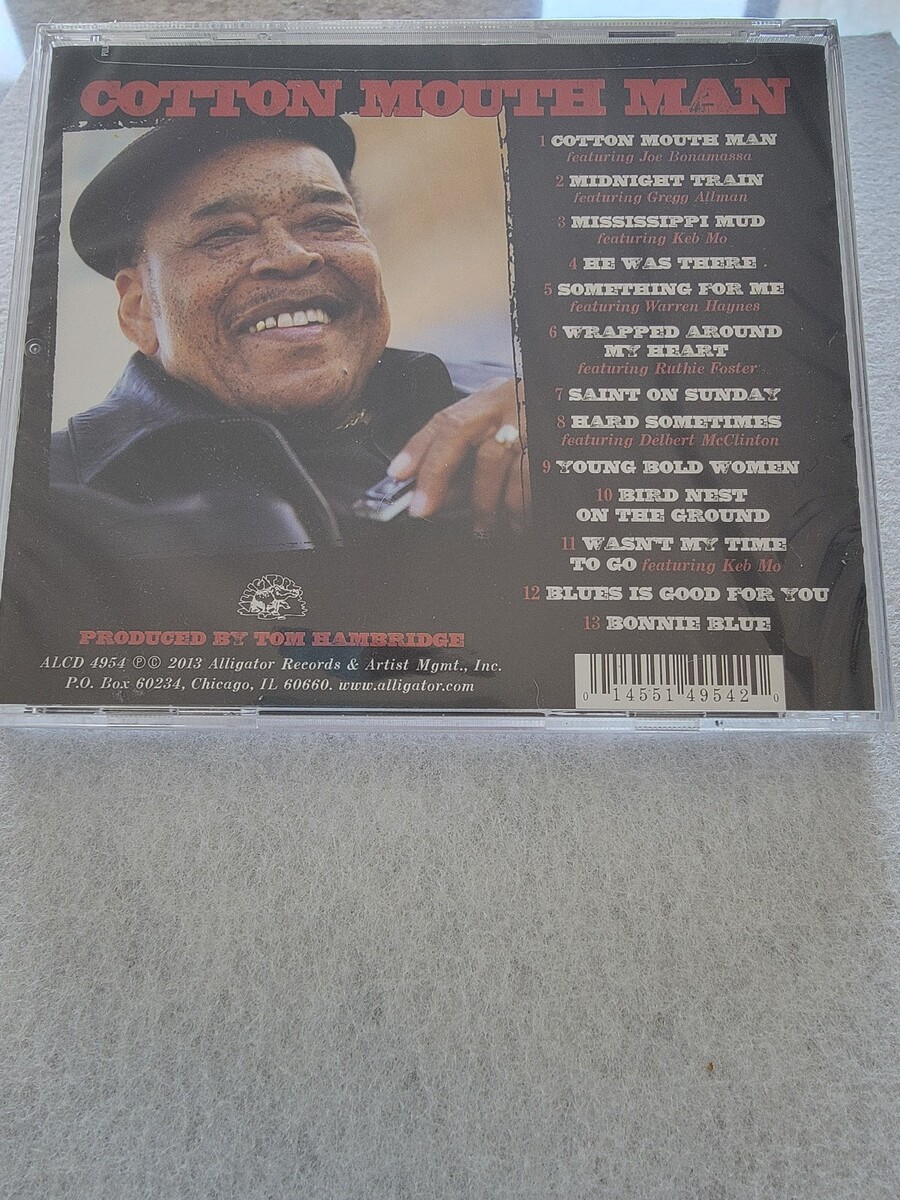 COTTON MOUTH MAN
1 COTTON MOUTH MAN
featuring Joe Bonamassa
2 MIDNIGHT TRAIN
featuring Gregg Allman
3 MISSISSIPPI MUD
featuring Keb Mo
4 HE WAS THERE
5 SOMETHING FOR ME
featuring Warren Haynes
6 WRAPPED AROUND
MY HEART
featuring Ruthie Foster
7 SAINT ON SUNDAY
8 HARD SOMETIMES
featuring Delbert McClinton
9 YOUNG BOLD WOMEN
10 BIRD NEST
ON THE GROUND
11 WASN'T MY TIME
TO GO featuring Keb Mo
12 BLUES IS GOOD FOR YOU
13 BONNIE BLUE
ALLIGATOR
PRODUCED BY TOM HAMBRIDGE
ALCD 4954 ℗© 2013 Alligator Records & Artist Mgmt., Inc.
P.O. Box 60234, Chicago, IL 60660. www.alligator.com
0 14551 49542 0